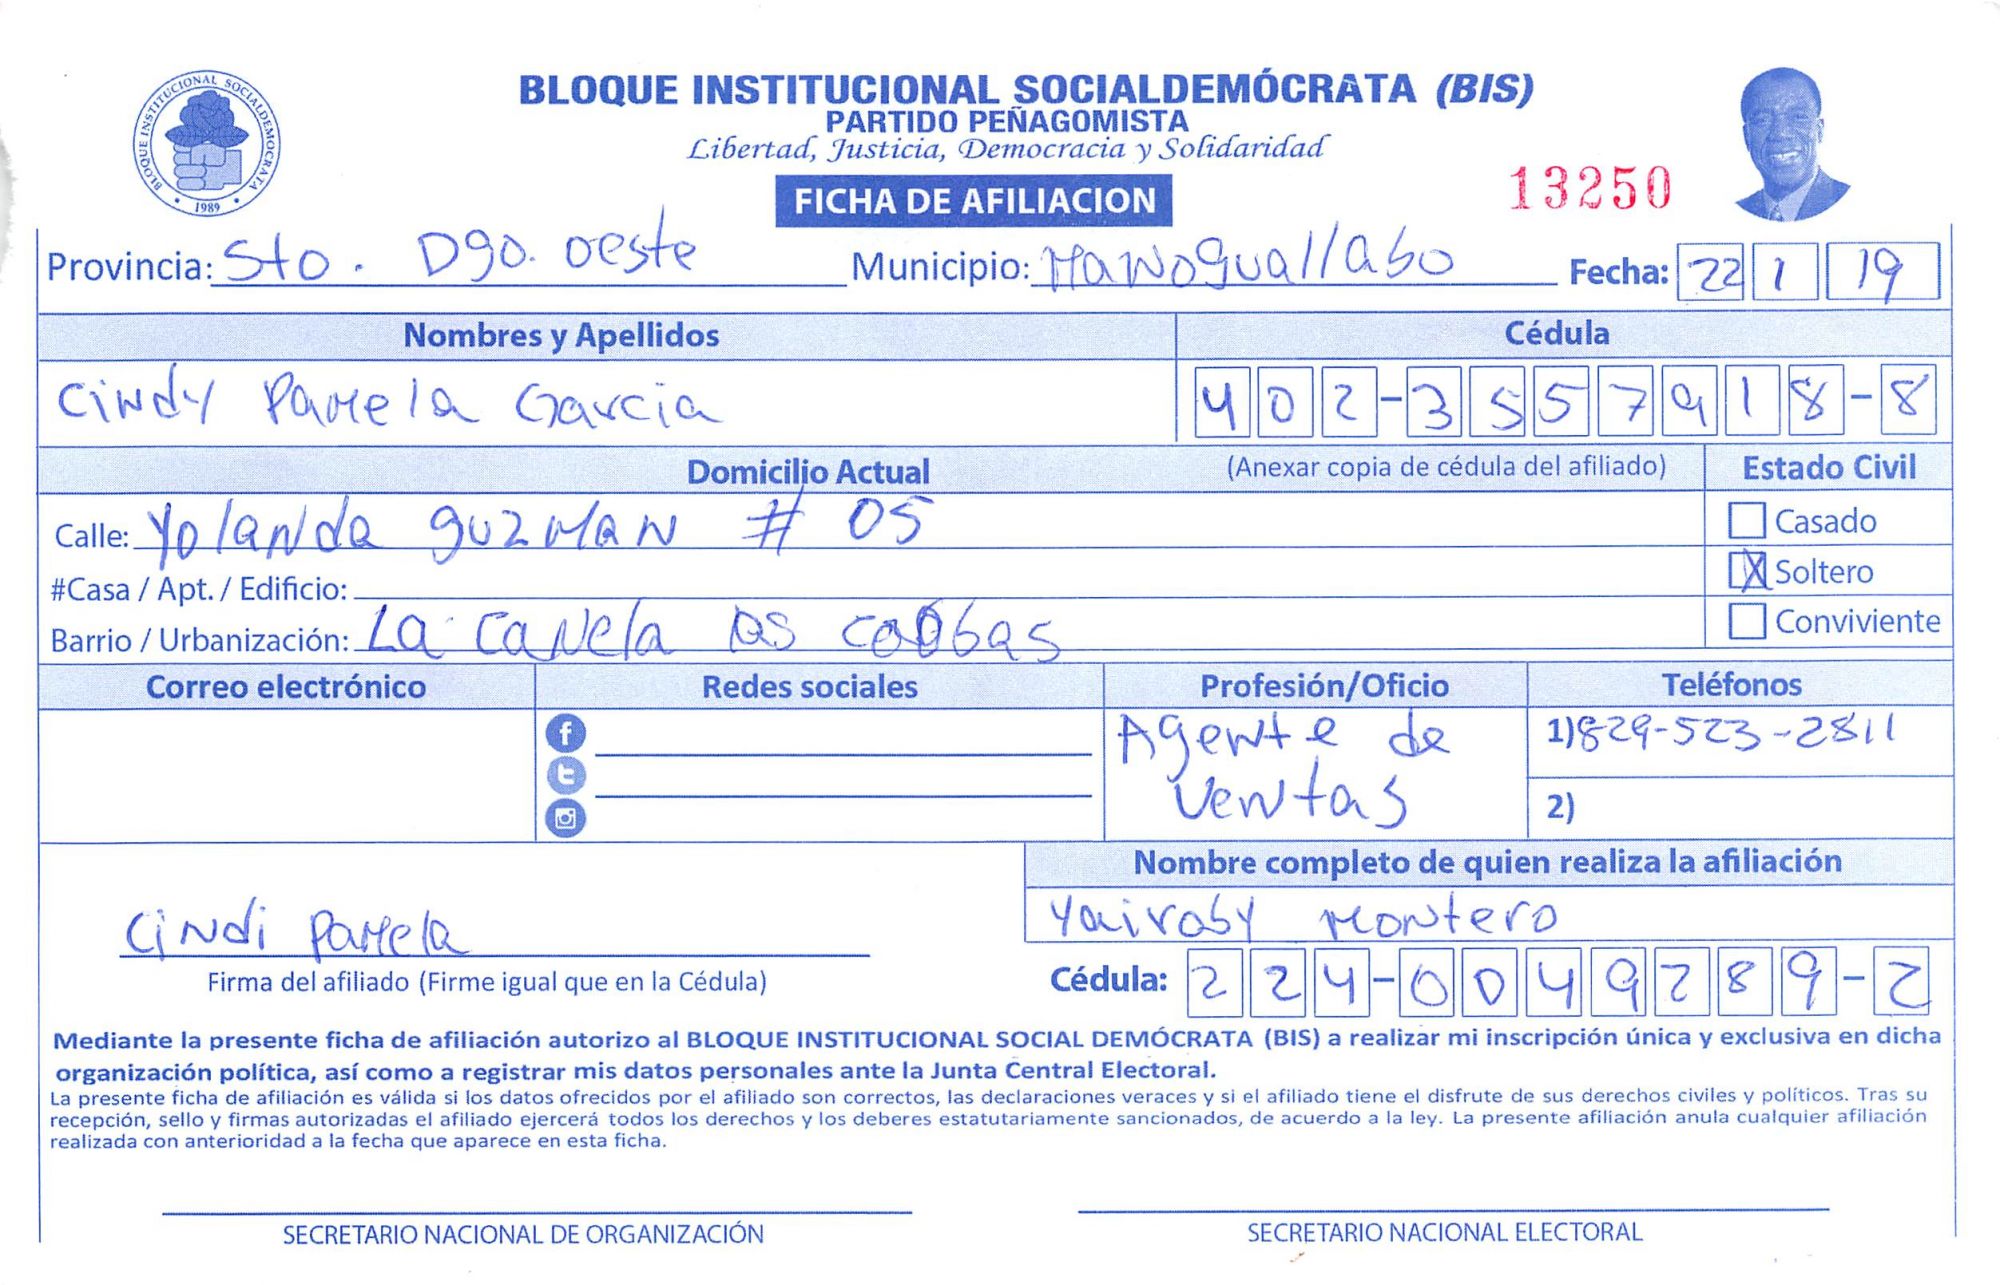 BLOQUE INSTITUCIONAL SOCIALDEMÓCRATA (BIS)
PARTIDO PEÑAGOMISTA
Libertad, Justicia, Democracia y Solidaridad
BLOQUE INSTITUCIONAL SOCIALDEMOCRATA
1989
13250
FICHA DE AFILIACION
Provincia: Sto. Dgo. oeste Municipio: Manoguallabo Fecha: 22 1 19
Nombres y Apellidos Cédula
Cindy Pamela Garcia 402-3557918-8
Domicilio Actual (Anexar copia de cédula del afiliado) Estado Civil
Calle: Yolanda guzman # 05 Casado
#Casa / Apt. / Edificio: X Soltero
Barrio / Urbanización: La Canela Conviviente
Correo electrónico Redes sociales Profesión/Oficio Teléfonos
Agente de 1) 829-523-2811
Ventas 2)
Nombre completo de quien realiza la afiliación
Yairoby Montero
Cindi Pamela
Firma del afiliado (Firme igual que en la Cédula) Cédula: 224-0049289-2
Mediante la presente ficha de afiliación autorizo al BLOQUE INSTITUCIONAL SOCIAL DEMÓCRATA (BIS) a realizar mi inscripción única y exclusiva en dicha
organización política, así como a registrar mis datos personales ante la Junta Central Electoral.
La presente ficha de afiliación es válida si los datos ofrecidos por el afiliado son correctos, las declaraciones veraces y si el afiliado tiene el disfrute de sus derechos civiles y políticos. Tras su
recepción, sello y firmas autorizadas el afiliado ejercerá todos los derechos y los deberes estatutariamente sancionados, de acuerdo a la ley. La presente afiliación anula cualquier afiliación
realizada con anterioridad a la fecha que aparece en esta ficha.
SECRETARIO NACIONAL DE ORGANIZACIÓN SECRETARIO NACIONAL ELECTORAL